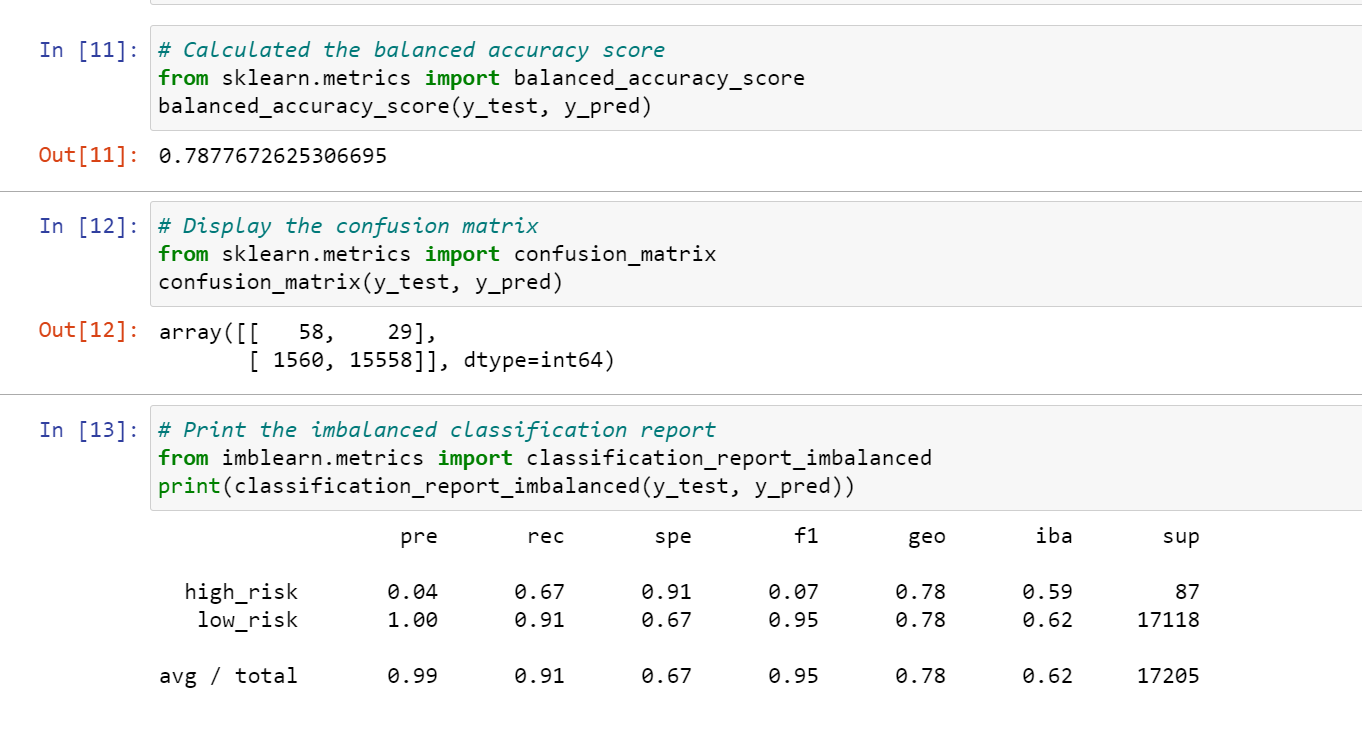 In [11]: # Calculated the balanced accuracy score
from sklearn.metrics import balanced_accuracy_score
balanced_accuracy_score(y_test, y_pred)
Out[11]: 0.7877672625306695
In [12]: # Display the confusion matrix
from sklearn.metrics import confusion_matrix
confusion_matrix(y_test, y_pred)
Out[12]: array([[   58,    29],
       [ 1560, 15558]], dtype=int64)
In [13]: # Print the imbalanced classification report
from imblearn.metrics import classification_report_imbalanced
print(classification_report_imbalanced(y_test, y_pred))
pre rec spe f1 geo iba sup
high_risk 0.04 0.67 0.91 0.07 0.78 0.59 87
low_risk 1.00 0.91 0.67 0.95 0.78 0.62 17118
avg / total 0.99 0.91 0.67 0.95 0.78 0.62 17205